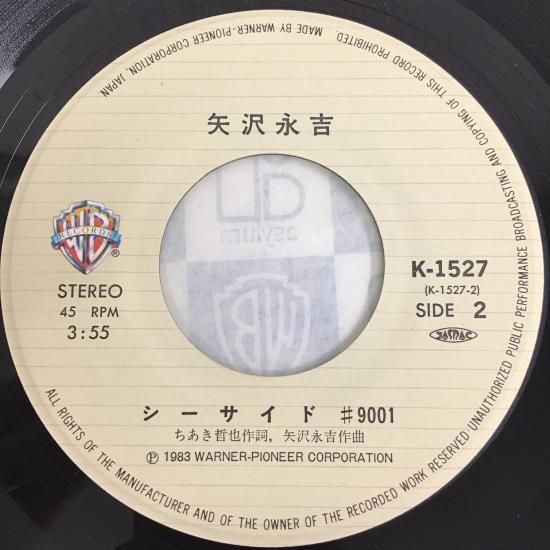 MADE BY WARNER-PIONEER CORPORATION, JAPAN
ALL RIGHTS OF THE MANUFACTURER AND OF THE OWNER OF THE RECORDED WORK RESERVED·UNAUTHORIZED PUBLIC PERFORMANCE BROADCASTING AND COPYING OF THIS RECORD PROHIBITED
矢沢永吉
WB
RECORDS
®
STEREO
45 RPM
3:55
asylum
WB
K-1527
(K-1527-2)
SIDE 2
JASRAC
シーサイド #9001
ちあき哲也作詞, 矢沢永吉作曲
Ⓟ 1983 WARNER-PIONEER CORPORATION